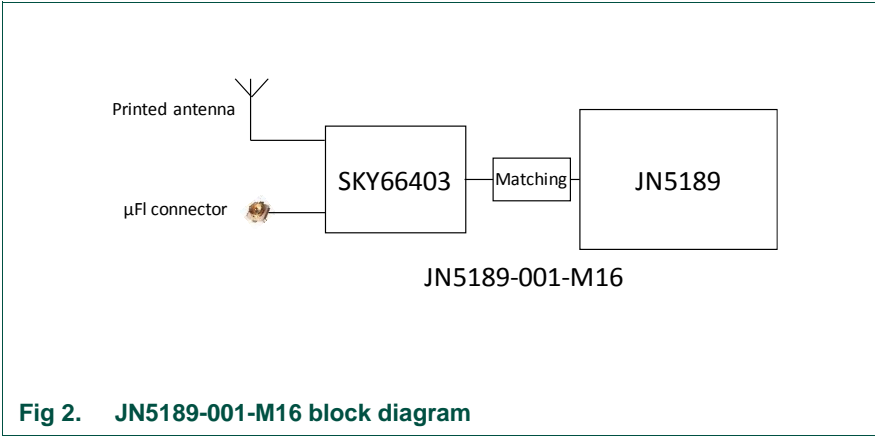 Printed antenna
SKY66403
Matching
JN5189
µFl connector
JN5189-001-M16
Fig 2. JN5189-001-M16 block diagram